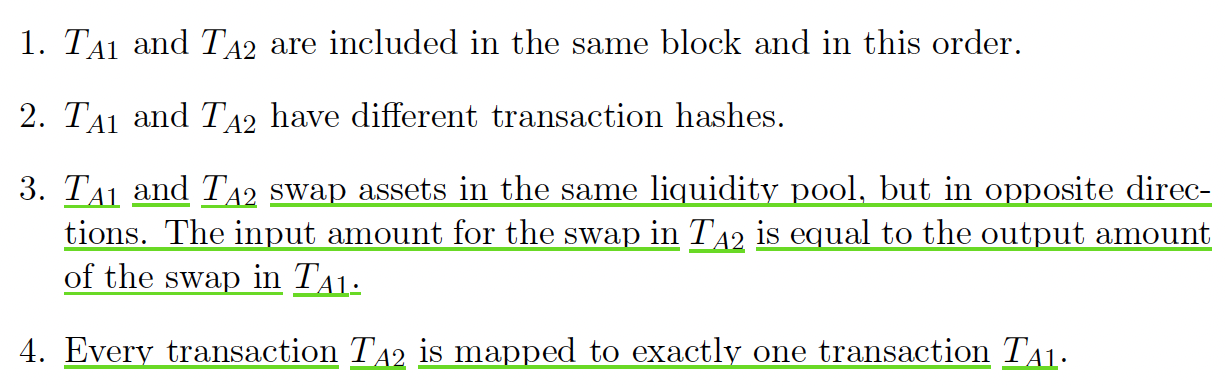 1. T_{A1} and T_{A2} are included in the same block and in this order.
2. T_{A1} and T_{A2} have different transaction hashes.
3. T_{A1} and T_{A2} swap assets in the same liquidity pool, but in opposite direc-
tions. The input amount for the swap in T_{A2} is equal to the output amount
of the swap in T_{A1}.
4. Every transaction T_{A2} is mapped to exactly one transaction T_{A1}.